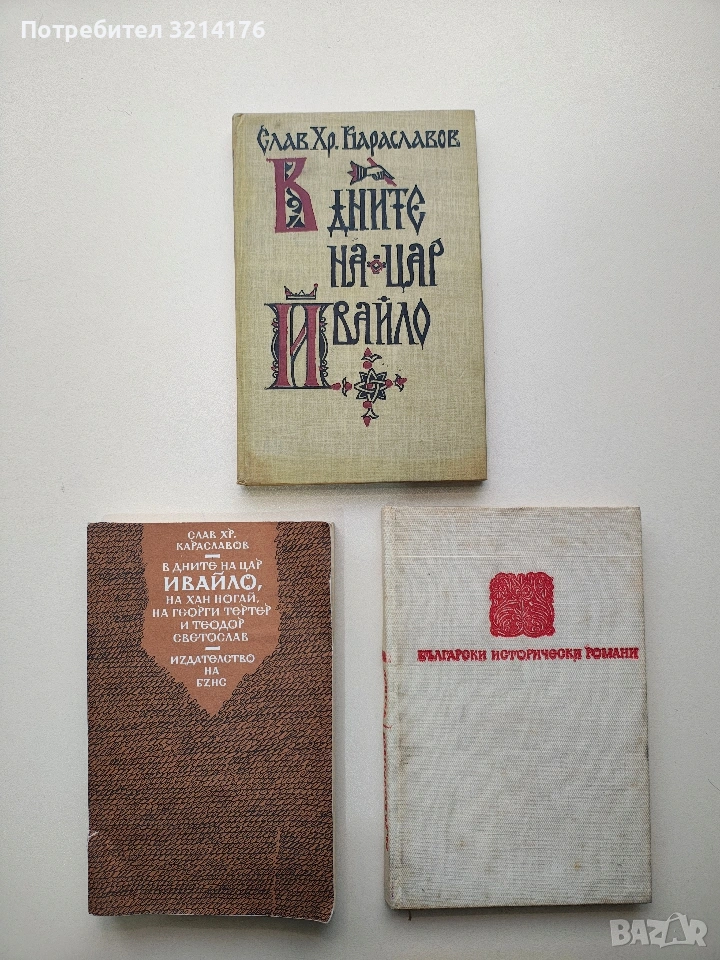 Потребител 3214176
Слав Хр. Караславов
В дните
на цар
Ивайло
СЛАВ ХР.
КАРАСЛАВОВ
В ДНИТЕ НА ЦАР
ИВАЙЛО,
НА ХАН НОГАЙ,
НА ГЕОРГИ ТЕРТЕР
И ТЕОДОР
СВЕТОСЛАВ
ИЗДАТЕЛСТВО
НА
БЗНС
БЪЛГАРСКИ ИСТОРИЧЕСКИ РОМАНИ
BAZAR